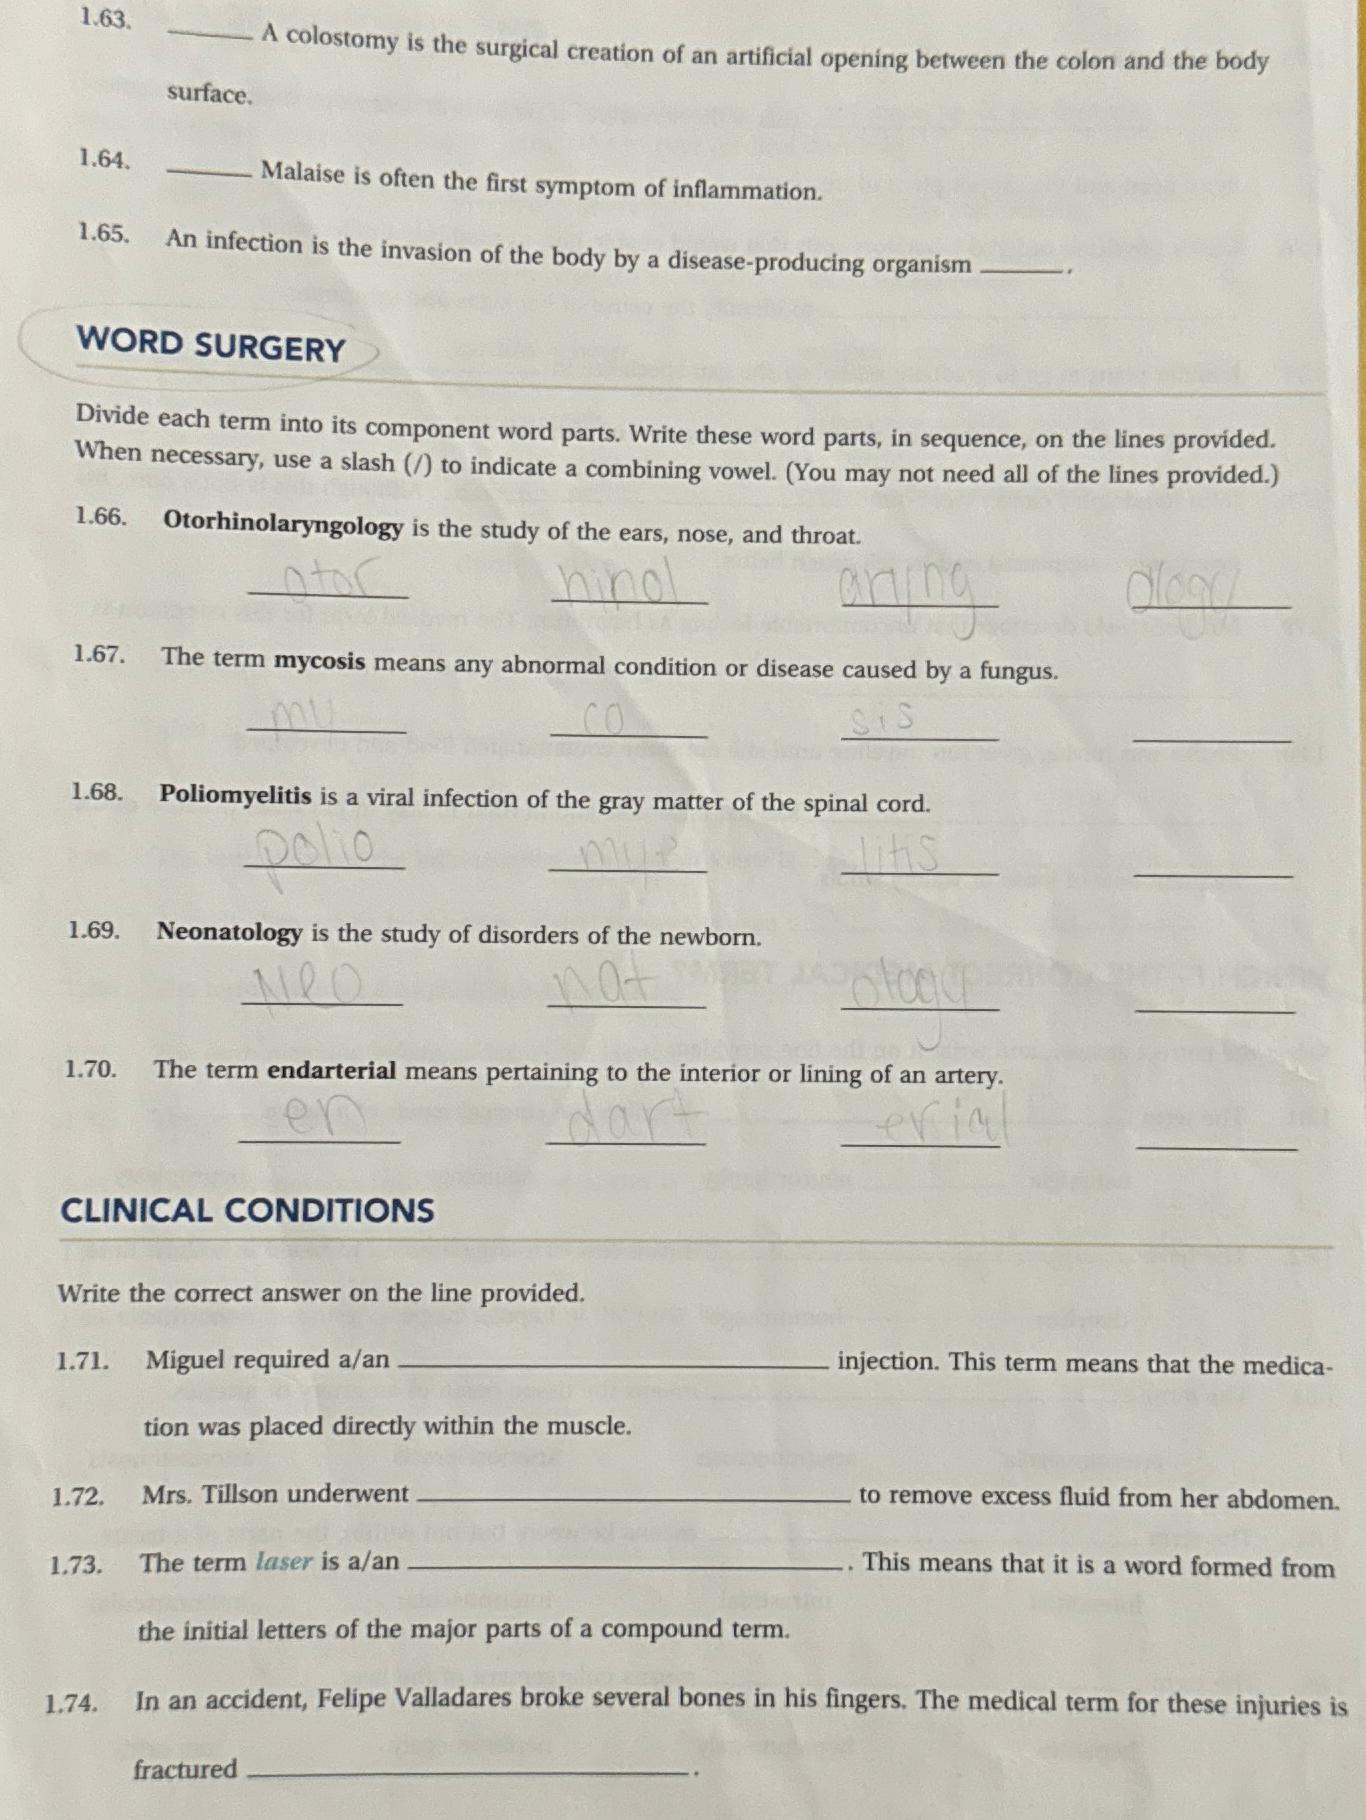 1.63. _____ A colostomy is the surgical creation of an artificial opening between the colon and the body
surface.
1.64. _____ Malaise is often the first symptom of inflammation.
1.65. An infection is the invasion of the body by a disease-producing organism _____.
WORD SURGERY
Divide each term into its component word parts. Write these word parts, in sequence, on the lines provided.
When necessary, use a slash (/) to indicate a combining vowel. (You may not need all of the lines provided.)
1.66. Otorhinolaryngology is the study of the ears, nose, and throat.
otor hinol aryng ology
1.67. The term mycosis means any abnormal condition or disease caused by a fungus.
my co sis
1.68. Poliomyelitis is a viral infection of the gray matter of the spinal cord.
polio mye litis
1.69. Neonatology is the study of disorders of the newborn.
Neo nat ology
1.70. The term endarterial means pertaining to the interior or lining of an artery.
en dart erial
CLINICAL CONDITIONS
Write the correct answer on the line provided.
1.71. Miguel required a/an _____ injection. This term means that the medica-
tion was placed directly within the muscle.
1.72. Mrs. Tillson underwent _____ to remove excess fluid from her abdomen.
1.73. The term laser is a/an _____. This means that it is a word formed from
the initial letters of the major parts of a compound term.
1.74. In an accident, Felipe Valladares broke several bones in his fingers. The medical term for these injuries is
fractured _____.